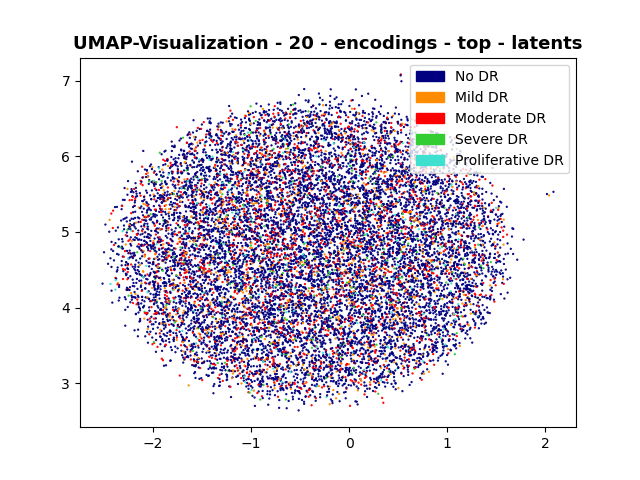 UMAP-Visualization - 20 - encodings - top - latents
7
6
5
4
3
No DR
Mild DR
Moderate DR
Severe DR
Proliferative DR
−2
−1
0
1
2